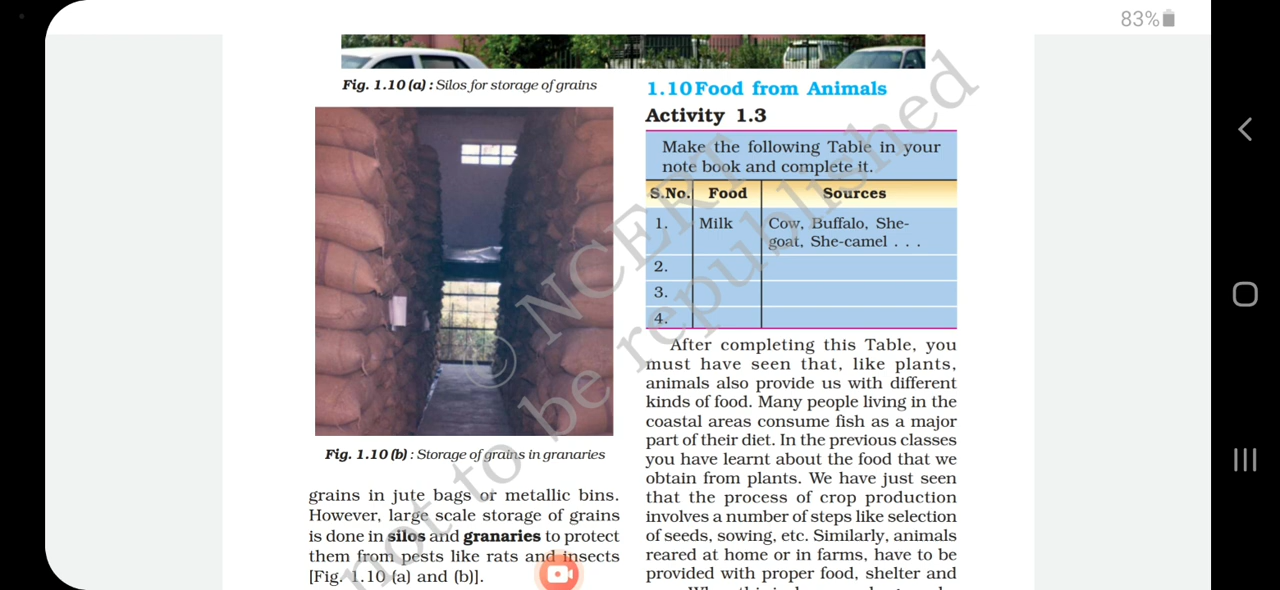 83%
Fig. 1.10 (a) : Silos for storage of grains
Fig. 1.10 (b) : Storage of grains in granaries
grains in jute bags or metallic bins.
However, large scale storage of grains
is done in silos and granaries to protect
them from pests like rats and insects
[Fig. 1.10 (a) and (b)].
1.10 Food from Animals
Activity 1.3
Make the following Table in your
note book and complete it.
S.No. Food Sources
1. Milk Cow, Buffalo, She-
goat, She-camel . . .
2.
3.
4.
After completing this Table, you
must have seen that, like plants,
animals also provide us with different
kinds of food. Many people living in the
coastal areas consume fish as a major
part of their diet. In the previous classes
you have learnt about the food that we
obtain from plants. We have just seen
that the process of crop production
involves a number of steps like selection
of seeds, sowing, etc. Similarly, animals
reared at home or in farms, have to be
provided with proper food, shelter and
© NCERT
not to be republished